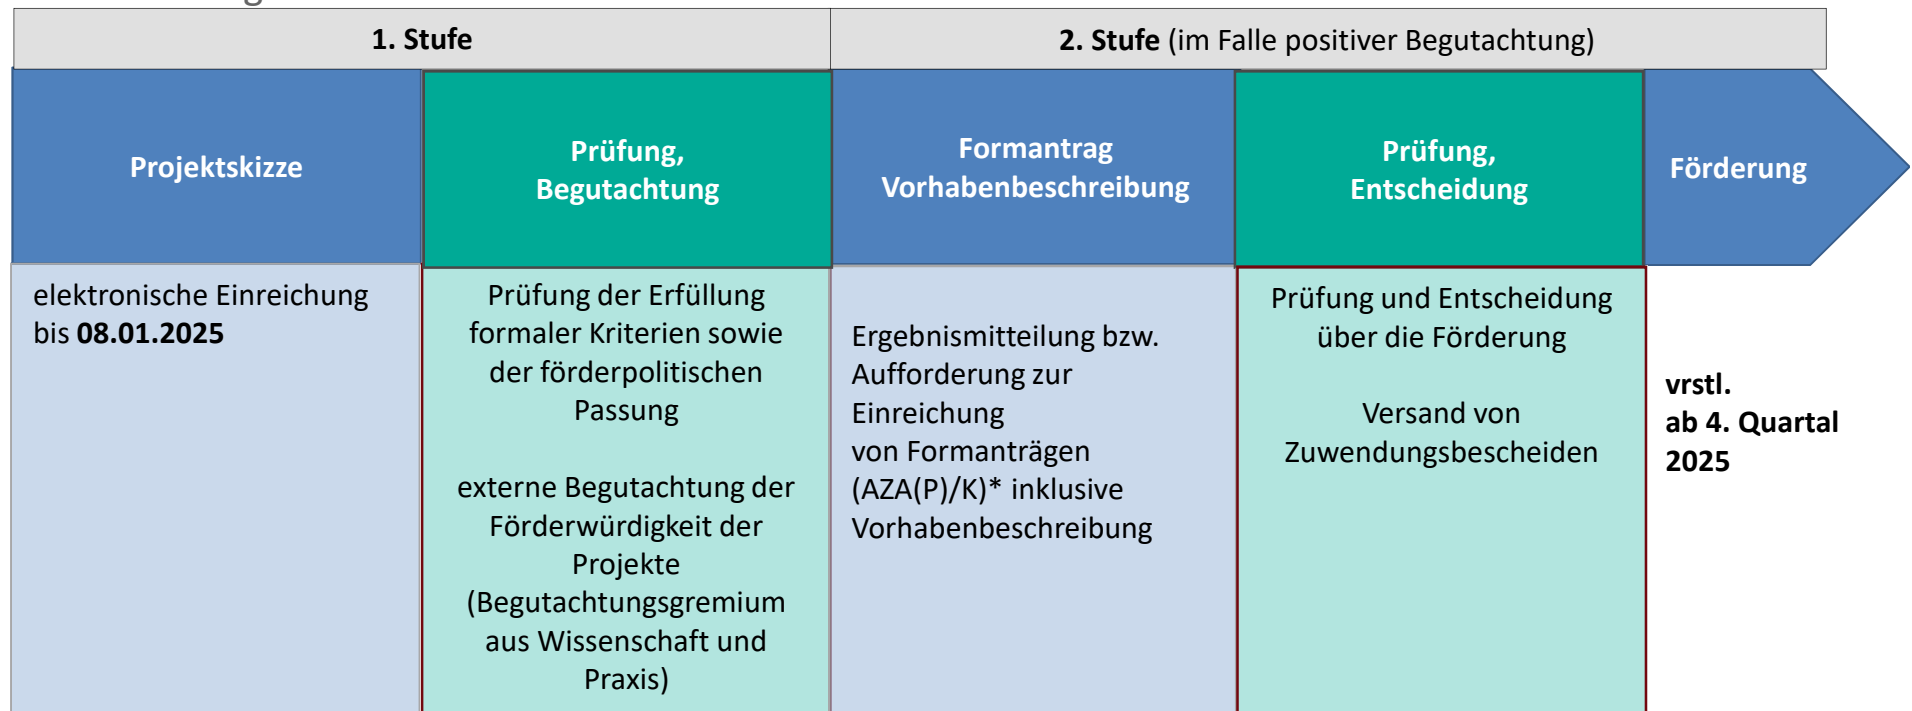 1. Stufe
2. Stufe (im Falle positiver Begutachtung)
Projektskizze
Prüfung,
Begutachtung
Formantrag
Vorhabenbeschreibung
Prüfung,
Entscheidung
Förderung
elektronische Einreichung
bis 08.01.2025
Prüfung der Erfüllung
formaler Kriterien sowie
der förderpolitischen
Passung
externe Begutachtung der
Förderwürdigkeit der
Projekte
(Begutachtungsgremium
aus Wissenschaft und
Praxis)
Ergebnismitteilung bzw.
Aufforderung zur
Einreichung
von Formanträgen
(AZA(P)/K)* inklusive
Vorhabenbeschreibung
Prüfung und Entscheidung
über die Förderung
Versand von
Zuwendungsbescheiden
vrstl.
ab 4. Quartal
2025